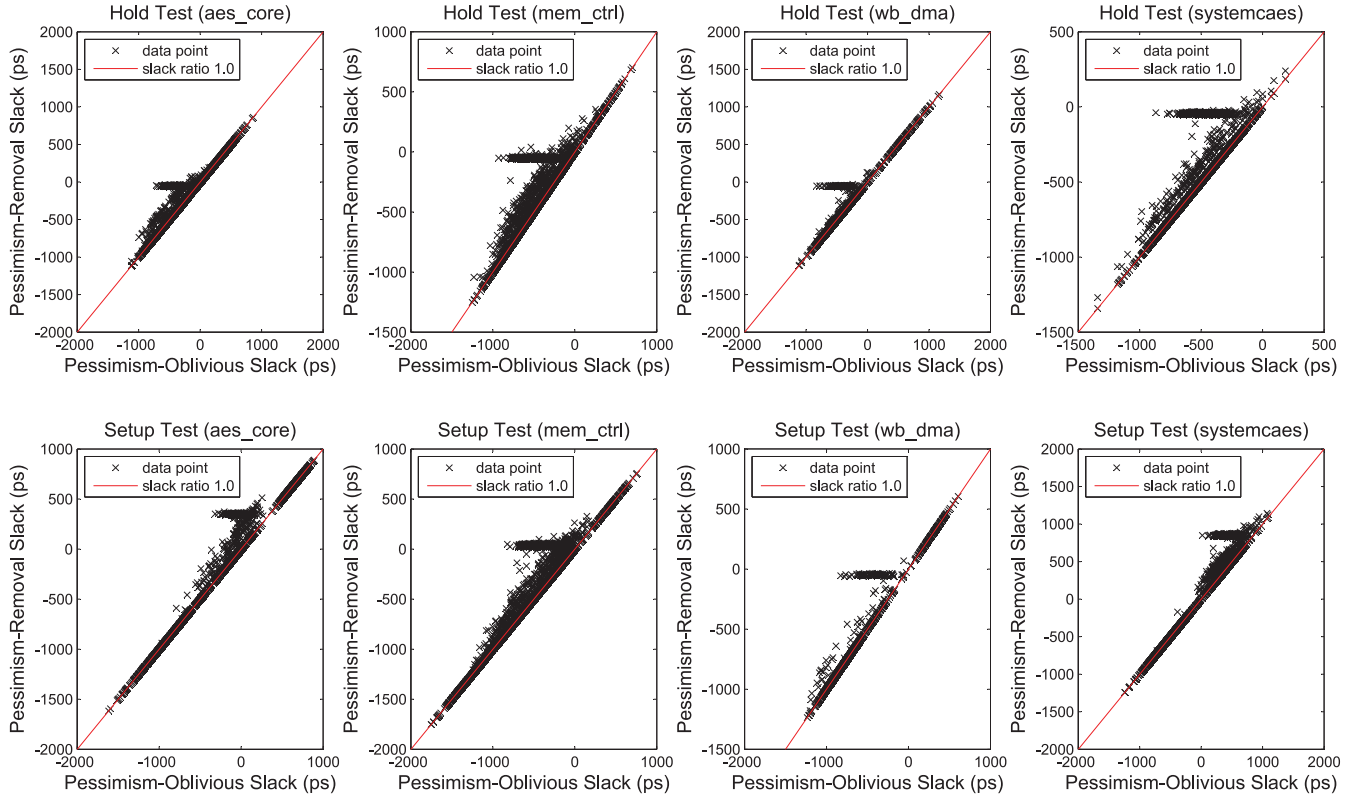 Hold Test (aes_core)
Pessimism-Removal Slack (ps)
2000
1500
1000
500
0
-500
-1000
-1500
-2000
× data point
slack ratio 1.0
-2000 -1000 0 1000 2000
Pessimism-Oblivious Slack (ps)
Hold Test (mem_ctrl)
Pessimism-Removal Slack (ps)
1000
500
0
-500
-1000
-1500
× data point
slack ratio 1.0
-2000 -1000 0 1000
Pessimism-Oblivious Slack (ps)
Hold Test (wb_dma)
Pessimism-Removal Slack (ps)
2000
1500
1000
500
0
-500
-1000
-1500
-2000
× data point
slack ratio 1.0
-2000 -1000 0 1000 2000
Pessimism-Oblivious Slack (ps)
Hold Test (systemcaes)
Pessimism-Removal Slack (ps)
500
0
-500
-1000
-1500
× data point
slack ratio 1.0
-1500 -1000 -500 0 500
Pessimism-Oblivious Slack (ps)
Setup Test (aes_core)
Pessimism-Removal Slack (ps)
1000
500
0
-500
-1000
-1500
-2000
× data point
slack ratio 1.0
-2000 -1000 0 1000
Pessimism-Oblivious Slack (ps)
Setup Test (mem_ctrl)
Pessimism-Removal Slack (ps)
1000
500
0
-500
-1000
-1500
-2000
× data point
slack ratio 1.0
-2000 -1000 0 1000
Pessimism-Oblivious Slack (ps)
Setup Test (wb_dma)
Pessimism-Removal Slack (ps)
1000
500
0
-500
-1000
-1500
× data point
slack ratio 1.0
-2000 -1000 0 1000
Pessimism-Oblivious Slack (ps)
Setup Test (systemcaes)
Pessimism-Removal Slack (ps)
2000
1500
1000
500
0
-500
-1000
-1500
-2000
× data point
slack ratio 1.0
-2000 -1000 0 1000 2000
Pessimism-Oblivious Slack (ps)